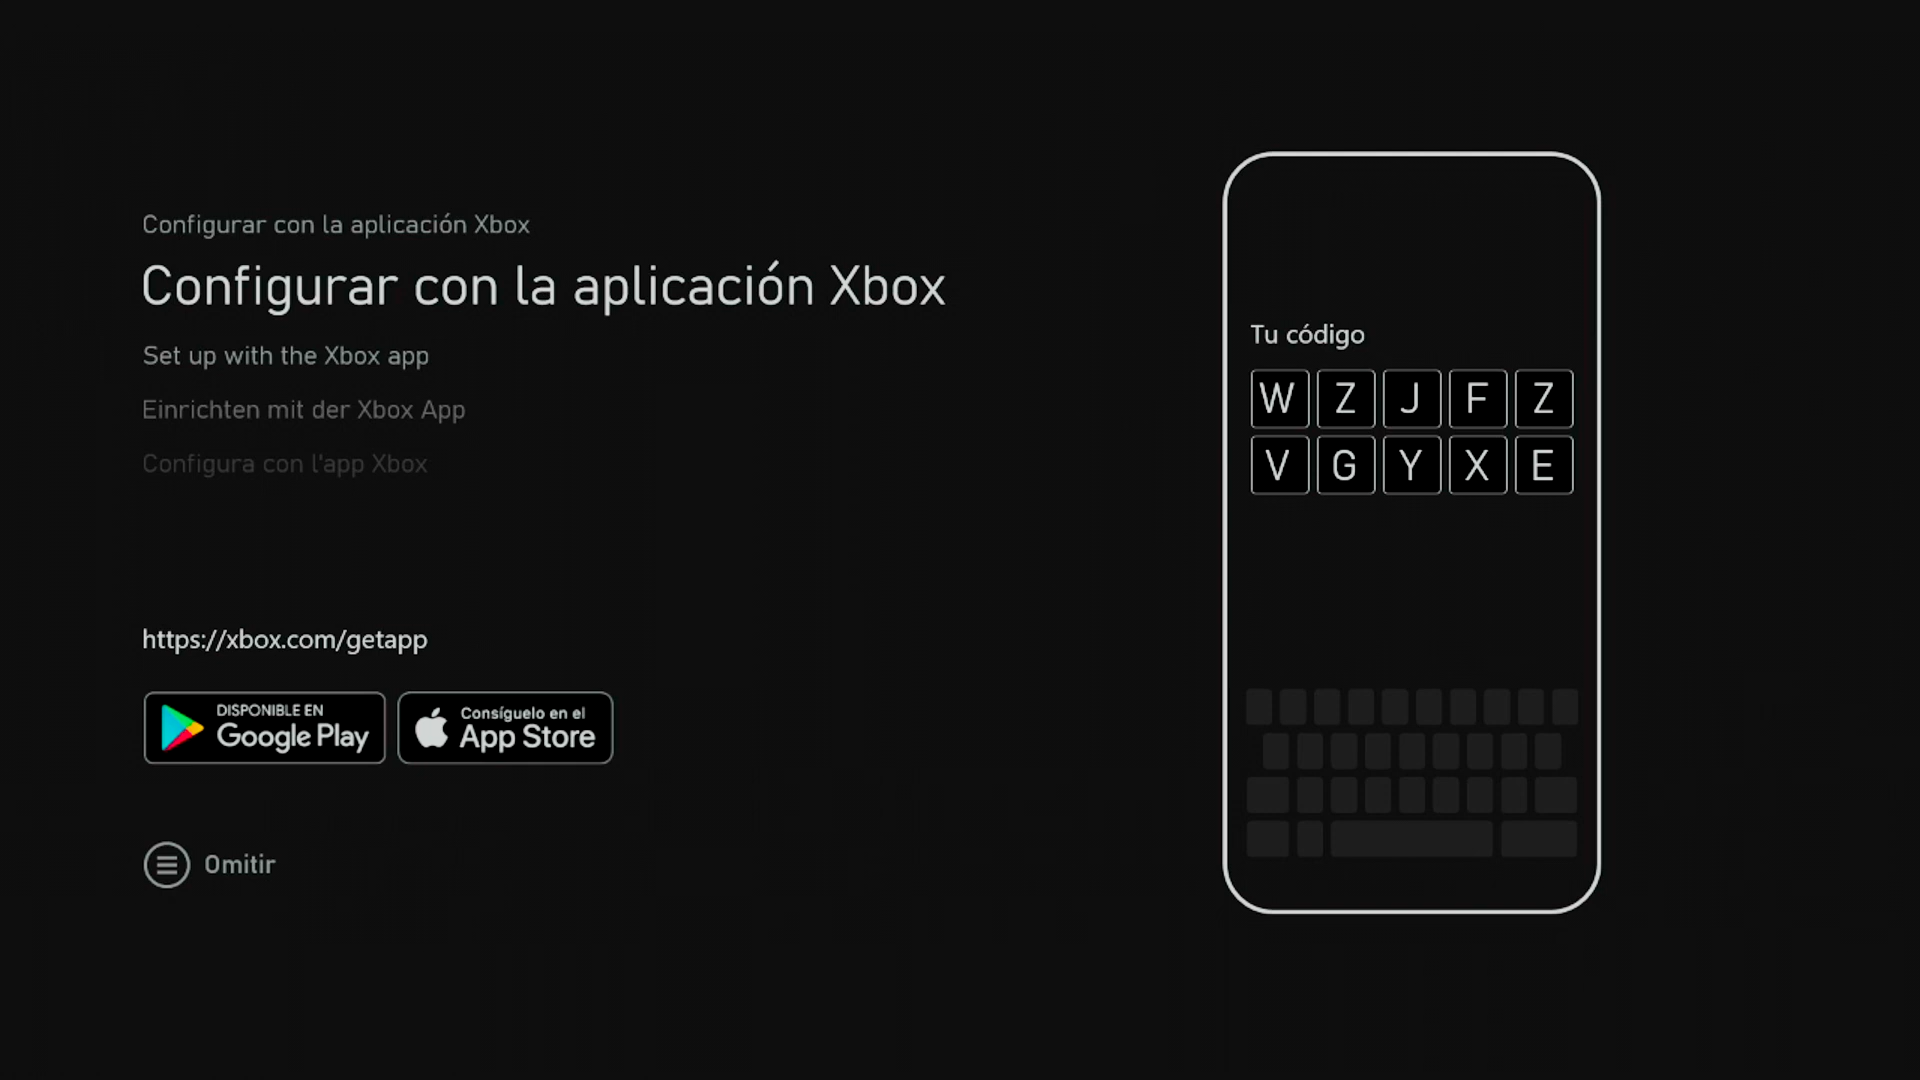 Configurar con la aplicación Xbox
Configurar con la aplicación Xbox
Set up with the Xbox app
Einrichten mit der Xbox App
Configura con l'app Xbox
https://xbox.com/getapp
DISPONIBLE EN
Google Play
Consíguelo en el
App Store
Omitir
Tu código
W Z J F Z
V G Y X E